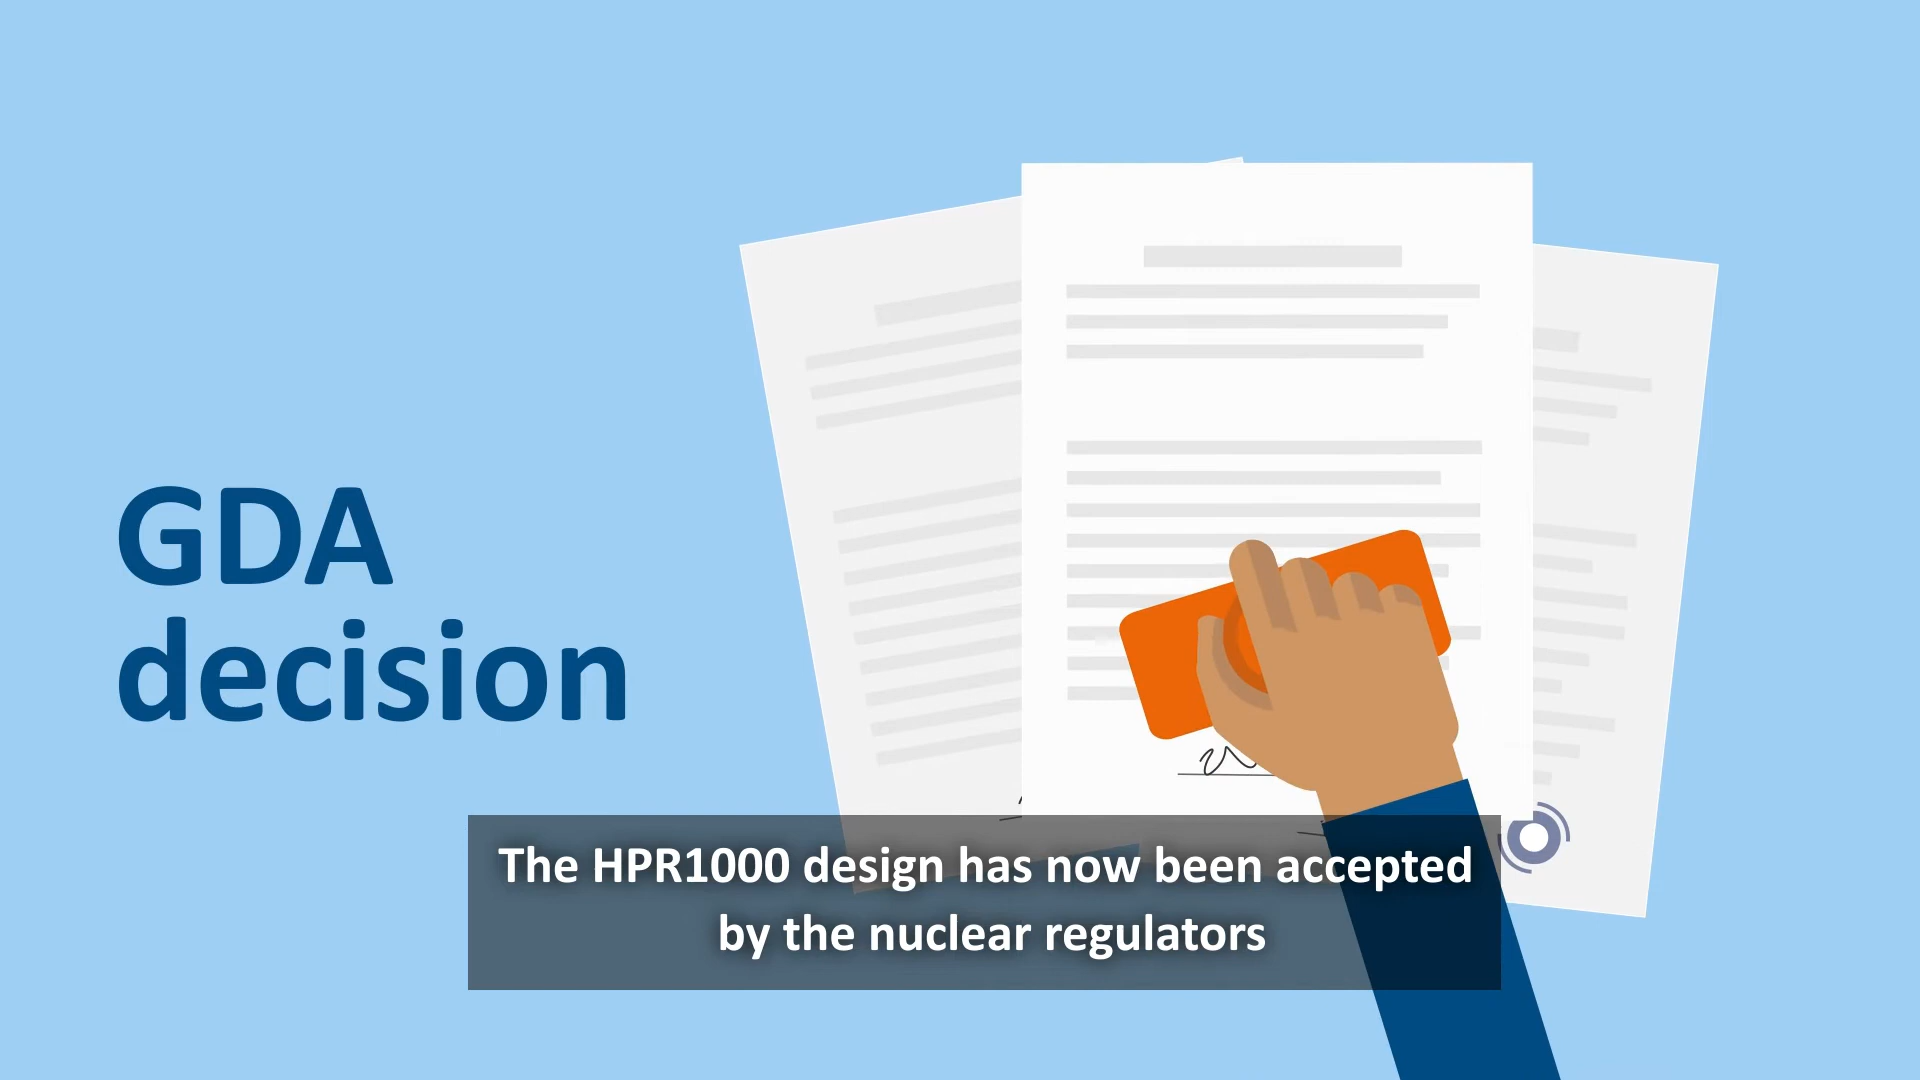 GDA
decision
The HPR1000 design has now been accepted
by the nuclear regulators